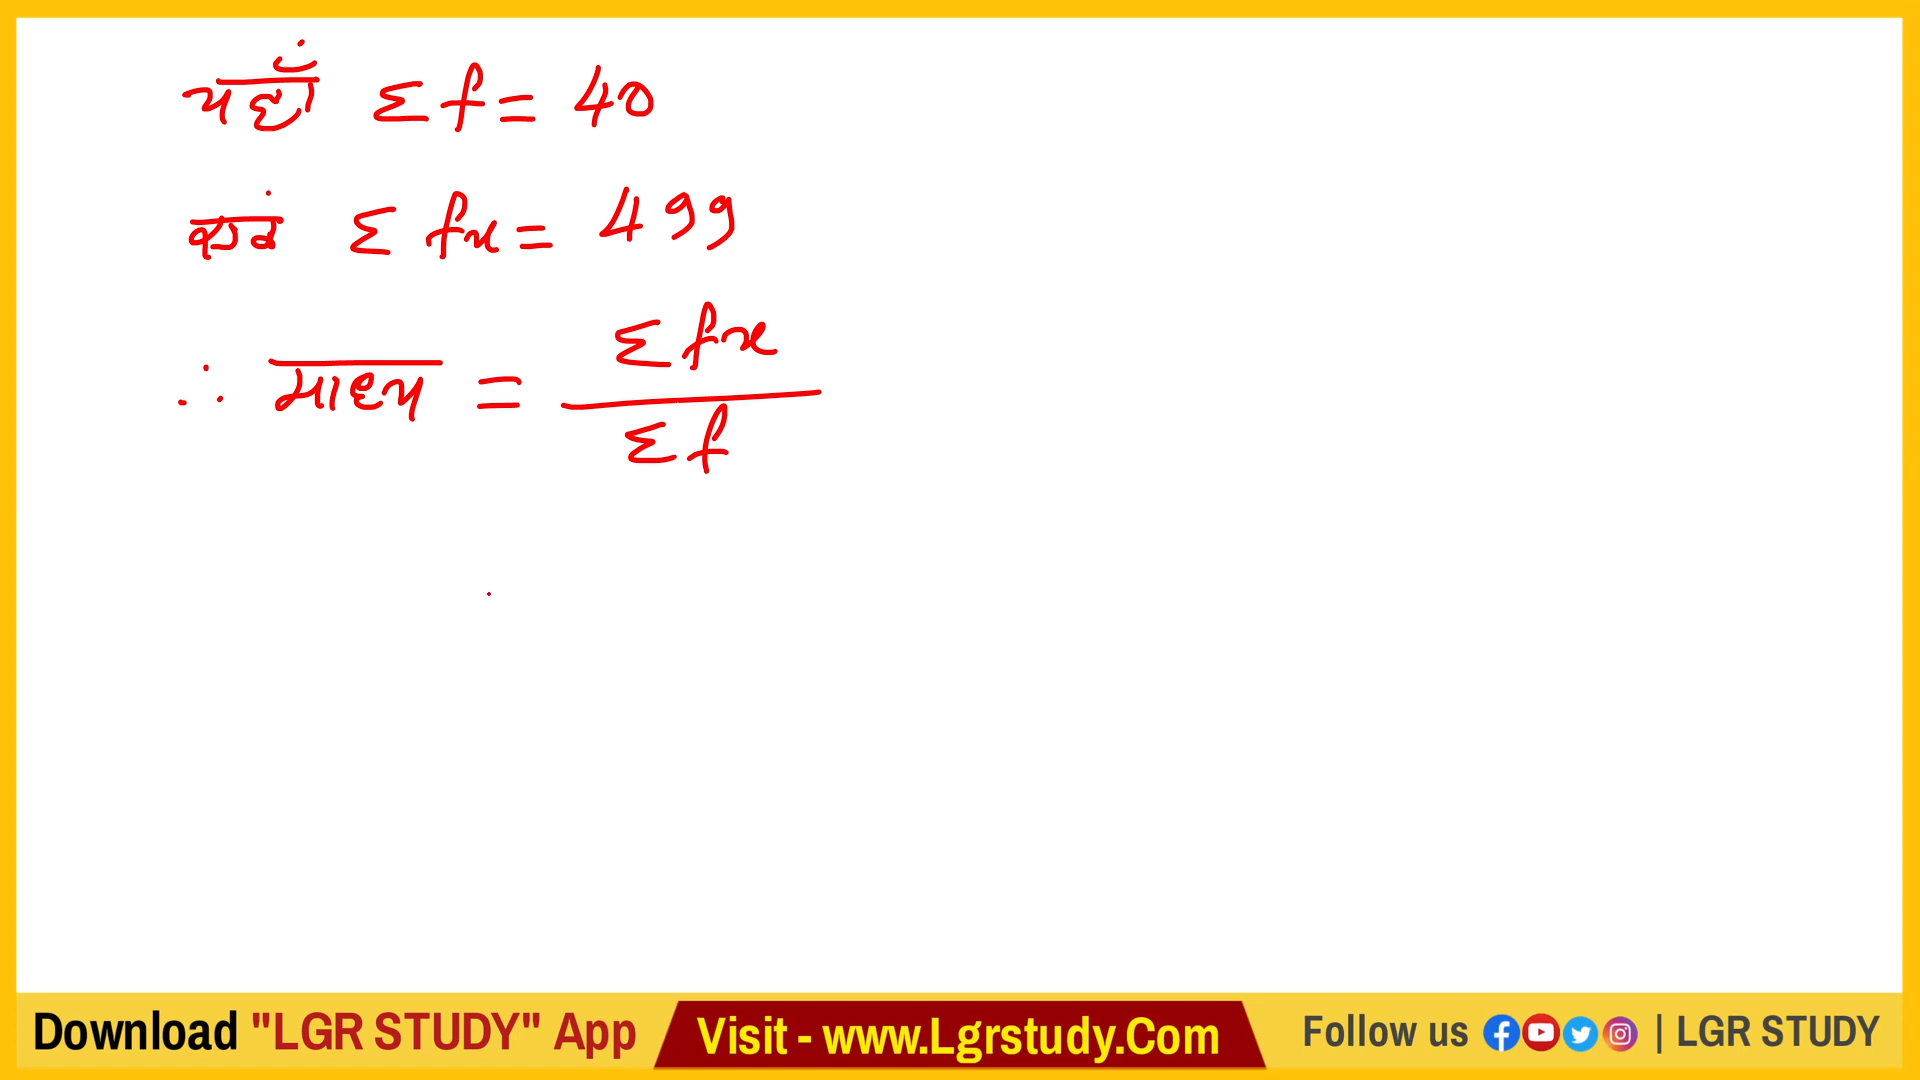 यहाँ Σf = 40
एवं Σfx = 499
∴ माध्य = Σfx / Σf
Download "LGR STUDY" App
Visit - www.Lgrstudy.Com
Follow us | LGR STUDY